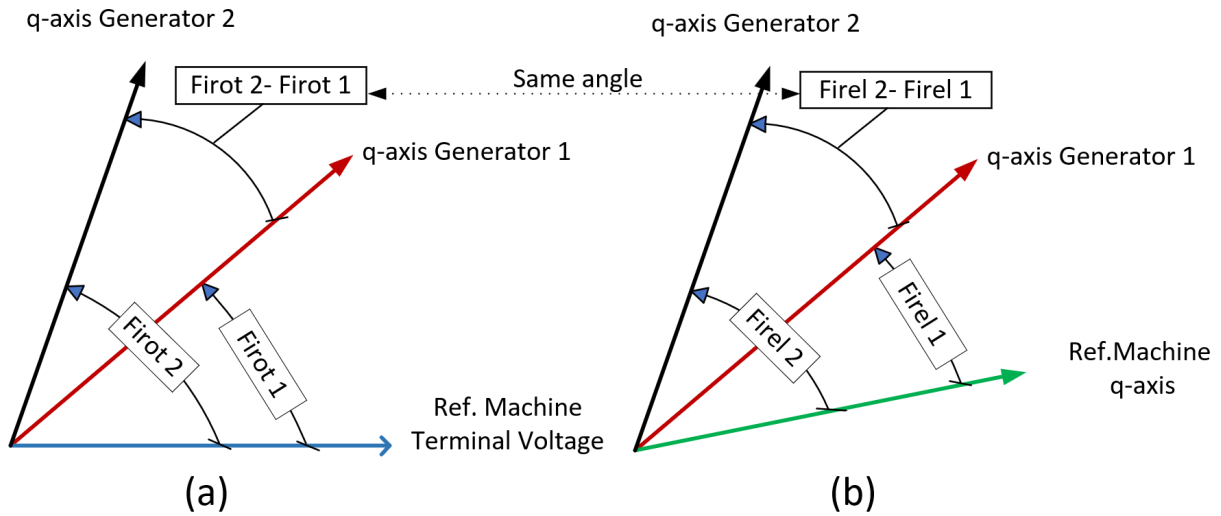 q-axis Generator 2
Firot 2- Firot 1
q-axis Generator 1
Firot 2
Firot 1
Ref. Machine
Terminal Voltage
(a)
Same angle
q-axis Generator 2
Firel 2- Firel 1
q-axis Generator 1
Firel 2
Firel 1
Ref.Machine
q-axis
(b)